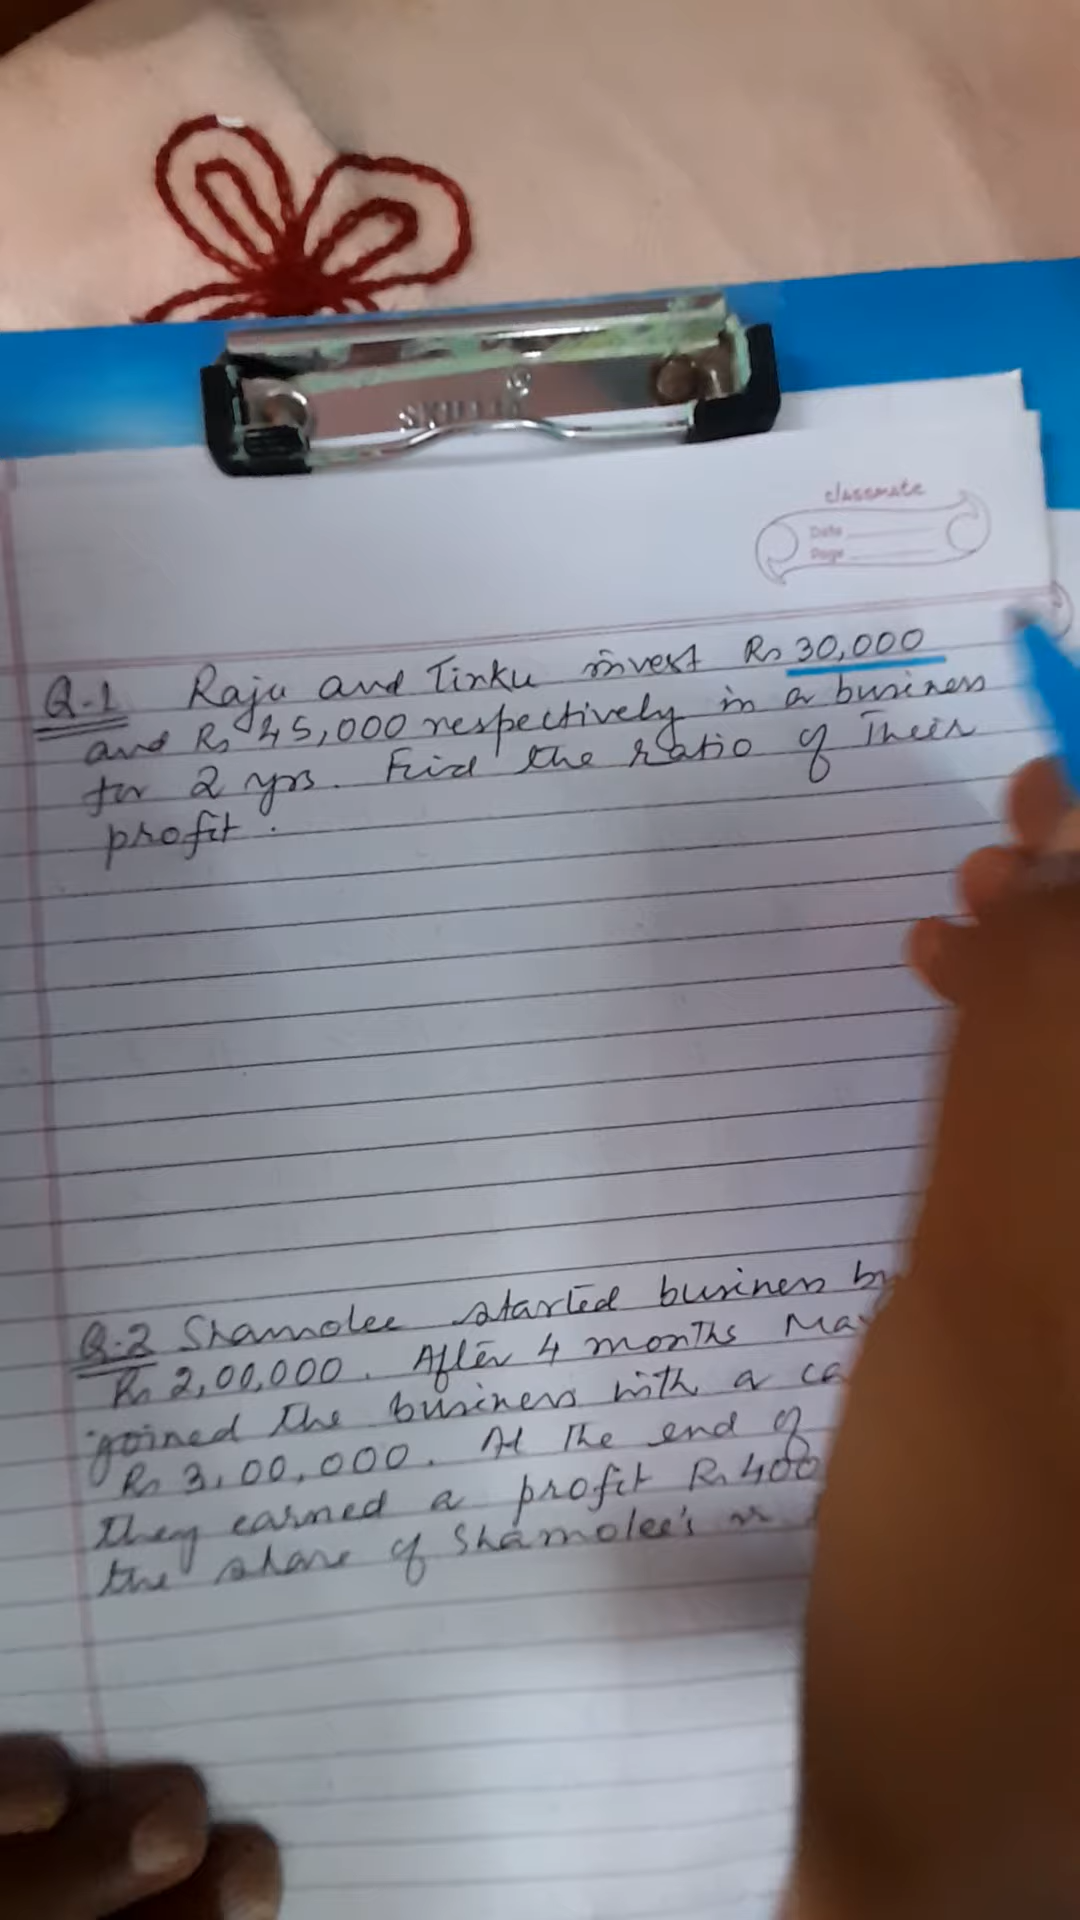 classmate
Date
Page
Q-1 Raju and Tinku invest Rs 30,000
and Rs 45,000 respectively in a business
for 2 yrs. Find the ratio of Their
profit.
Q-2 Shamolee started business by
Rs 2,00,000. After 4 months
joined the business with a
Rs 3,00,000. At the end of
they earned a profit Rs 400
the share of Shamolee's